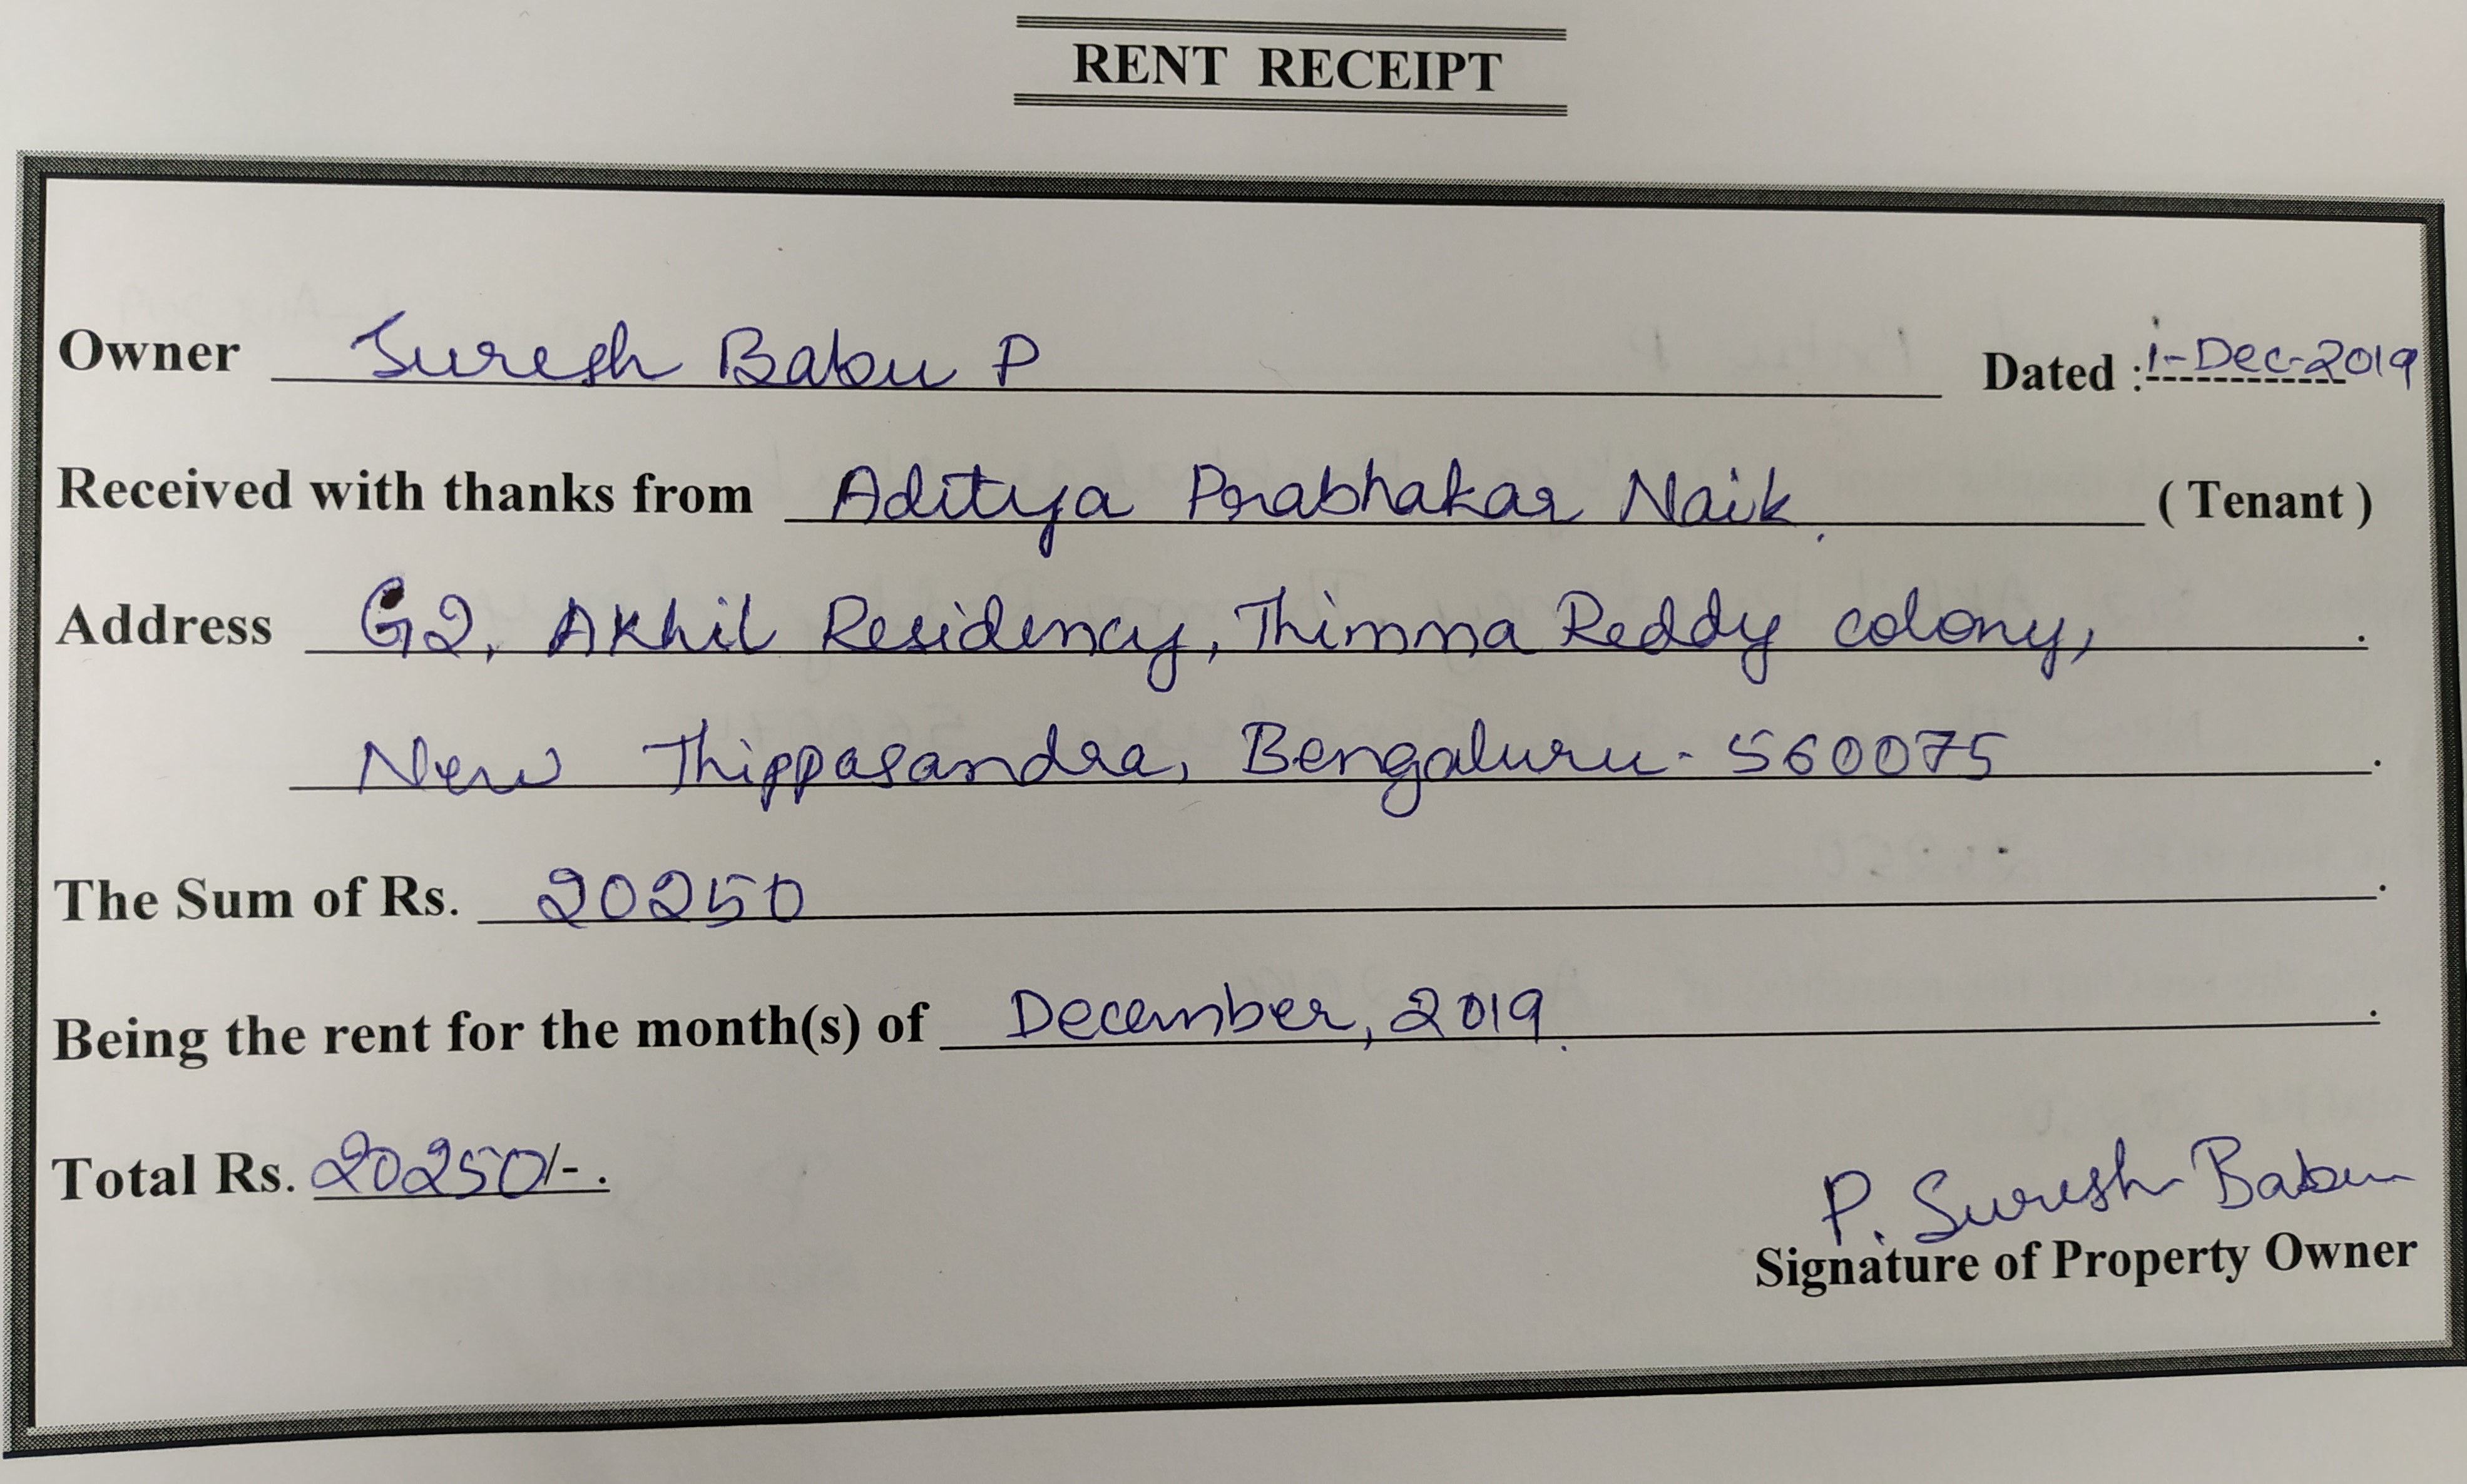 RENT RECEIPT
Owner Suresh Babu P Dated : 1-Dec-2019
Received with thanks from Aditya Prabhakar Naik. ( Tenant )
Address G2, Akhil Residency, Thimma Reddy colony, .
New Thippasandra, Bengaluru - 560075 .
The Sum of Rs. 20250 .
Being the rent for the month(s) of December, 2019. .
Total Rs. 20250/- .
P. Suresh Babu
Signature of Property Owner